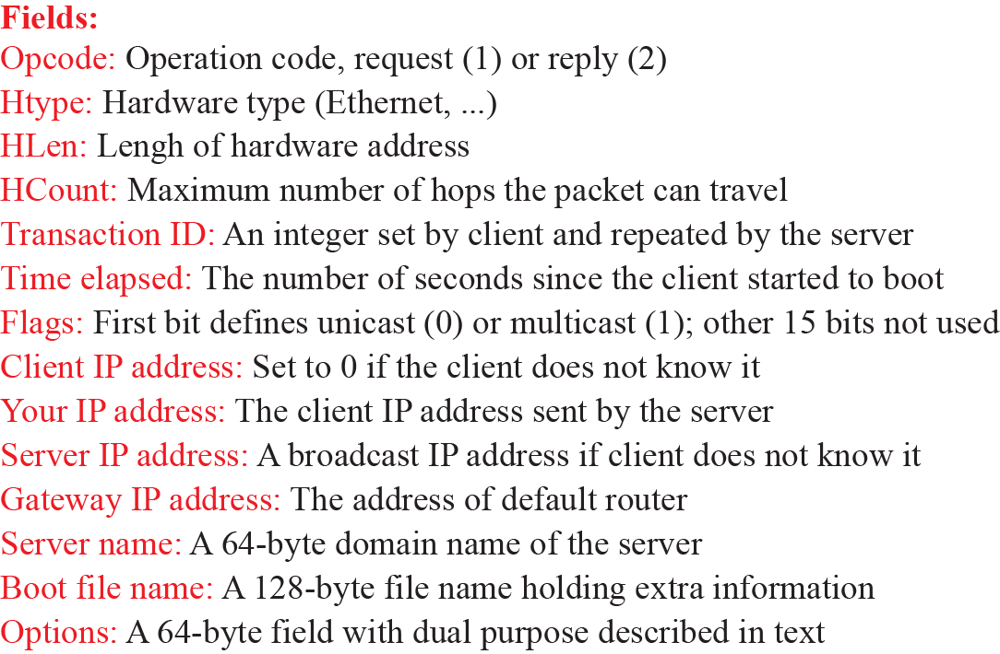 Fields:
Opcode: Operation code, request (1) or reply (2)
Htype: Hardware type (Ethernet, ...)
HLen: Lengh of hardware address
HCount: Maximum number of hops the packet can travel
Transaction ID: An integer set by client and repeated by the server
Time elapsed: The number of seconds since the client started to boot
Flags: First bit defines unicast (0) or multicast (1); other 15 bits not used
Client IP address: Set to 0 if the client does not know it
Your IP address: The client IP address sent by the server
Server IP address: A broadcast IP address if client does not know it
Gateway IP address: The address of default router
Server name: A 64-byte domain name of the server
Boot file name: A 128-byte file name holding extra information
Options: A 64-byte field with dual purpose described in text